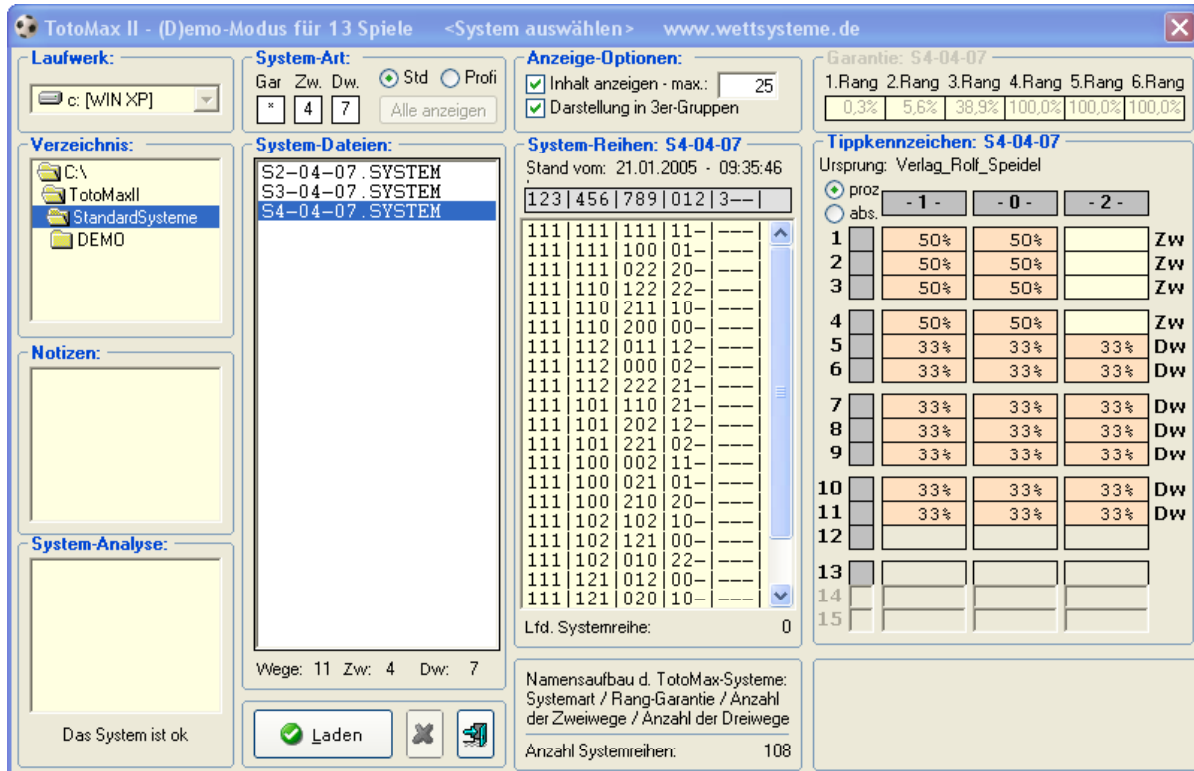 TotoMax II - (D)emo-Modus für 13 Spiele <System auswählen> www.wettsysteme.de
Laufwerk:
c: [WIN XP]
Verzeichnis:
C:\
TotoMaxII
StandardSysteme
DEMO
Notizen:
System-Analyse:
Das System ist ok
System-Art:
Gar Zw. Dw. Std Profi
* 4 7 Alle anzeigen
System-Dateien:
S2-04-07.SYSTEM
S3-04-07.SYSTEM
S4-04-07.SYSTEM
Wege: 11 Zw: 4 Dw: 7
Laden
Anzeige-Optionen:
Inhalt anzeigen - max.: 25
Darstellung in 3er-Gruppen
System-Reihen: S4-04-07
Stand vom: 21.01.2005 - 09:35:46
123|456|789|012|3--|
111|111|111|11-|---|
111|111|100|01-|---|
111|111|022|20-|---|
111|110|122|22-|---|
111|110|211|10-|---|
111|110|200|00-|---|
111|112|011|12-|---|
111|112|000|02-|---|
111|112|222|21-|---|
111|101|110|21-|---|
111|101|202|12-|---|
111|101|221|02-|---|
111|100|002|11-|---|
111|100|021|01-|---|
111|100|210|20-|---|
111|102|102|10-|---|
111|102|121|00-|---|
111|102|010|22-|---|
111|121|012|00-|---|
111|121|020|10-|---|
Lfd. Systemreihe: 0
Namensaufbau d. TotoMax-Systeme:
Systemart / Rang-Garantie / Anzahl
der Zweiwege / Anzahl der Dreiwege
Anzahl Systemreihen: 108
Garantie: S4-04-07
1.Rang 2.Rang 3.Rang 4.Rang 5.Rang 6.Rang
0,3% 5,6% 38,9% 100,0% 100,0% 100,0%
Tippkennzeichen: S4-04-07
Ursprung: Verlag_Rolf_Speidel
proz
abs. - 1 - - 0 - - 2 -
1 50% 50% Zw
2 50% 50% Zw
3 50% 50% Zw
4 50% 50% Zw
5 33% 33% 33% Dw
6 33% 33% 33% Dw
7 33% 33% 33% Dw
8 33% 33% 33% Dw
9 33% 33% 33% Dw
10 33% 33% 33% Dw
11 33% 33% 33% Dw
12
13
14
15